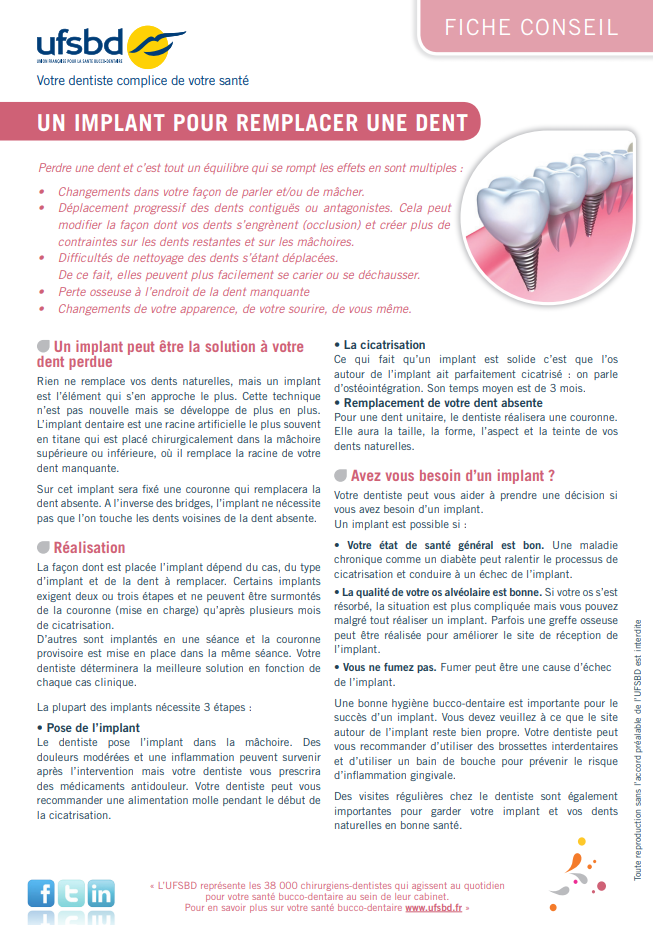 FICHE CONSEIL
ufsbd
UNION FRANÇAISE POUR LA SANTÉ BUCCO-DENTAIRE
Votre dentiste complice de votre santé
UN IMPLANT POUR REMPLACER UNE DENT
Perdre une dent et c'est tout un équilibre qui se rompt les effets en sont multiples :
• Changements dans votre façon de parler et/ou de mâcher.
• Déplacement progressif des dents contiguës ou antagonistes. Cela peut
modifier la façon dont vos dents s'engrènent (occlusion) et créer plus de
contraintes sur les dents restantes et sur les mâchoires.
• Difficultés de nettoyage des dents s'étant déplacées.
De ce fait, elles peuvent plus facilement se carier ou se déchausser.
• Perte osseuse à l'endroit de la dent manquante
• Changements de votre apparence, de votre sourire, de vous même.
Un implant peut être la solution à votre
dent perdue
Rien ne remplace vos dents naturelles, mais un implant
est l'élément qui s'en approche le plus. Cette technique
n'est pas nouvelle mais se développe de plus en plus.
L'implant dentaire est une racine artificielle le plus souvent
en titane qui est placé chirurgicalement dans la mâchoire
supérieure ou inférieure, où il remplace la racine de votre
dent manquante.
Sur cet implant sera fixé une couronne qui remplacera la
dent absente. A l'inverse des bridges, l'implant ne nécessite
pas que l'on touche les dents voisines de la dent absente.
Réalisation
La façon dont est placée l'implant dépend du cas, du type
d'implant et de la dent à remplacer. Certains implants
exigent deux ou trois étapes et ne peuvent être surmontés
de la couronne (mise en charge) qu'après plusieurs mois
de cicatrisation.
D'autres sont implantés en une séance et la couronne
provisoire est mise en place dans la même séance. Votre
dentiste déterminera la meilleure solution en fonction de
chaque cas clinique.
La plupart des implants nécessite 3 étapes :
• Pose de l'implant
Le dentiste pose l'implant dans la mâchoire. Des
douleurs modérées et une inflammation peuvent survenir
après l'intervention mais votre dentiste vous prescrira
des médicaments antidouleur. Votre dentiste peut vous
recommander une alimentation molle pendant le début de
la cicatrisation.
• La cicatrisation
Ce qui fait qu'un implant est solide c'est que l'os
autour de l'implant ait parfaitement cicatrisé : on parle
d'ostéointégration. Son temps moyen est de 3 mois.
• Remplacement de votre dent absente
Pour une dent unitaire, le dentiste réalisera une couronne.
Elle aura la taille, la forme, l'aspect et la teinte de vos
dents naturelles.
Avez vous besoin d'un implant ?
Votre dentiste peut vous aider à prendre une décision si
vous avez besoin d'un implant.
Un implant est possible si :
• Votre état de santé général est bon. Une maladie
chronique comme un diabète peut ralentir le processus de
cicatrisation et conduire à un échec de l'implant.
• La qualité de votre os alvéolaire est bonne. Si votre os s'est
résorbé, la situation est plus compliquée mais vous pouvez
malgré tout réaliser un implant. Parfois une greffe osseuse
peut être réalisée pour améliorer le site de réception de
l'implant.
• Vous ne fumez pas. Fumer peut être une cause d'échec
de l'implant.
Une bonne hygiène bucco-dentaire est importante pour le
succès d'un implant. Vous devez veuillez à ce que le site
autour de l'implant reste bien propre. Votre dentiste peut
vous recommander d'utiliser des brossettes interdentaires
et d'utiliser un bain de bouche pour prévenir le risque
d'inflammation gingivale.
Des visites régulières chez le dentiste sont également
importantes pour garder votre implant et vos dents
naturelles en bonne santé.
Toute reproduction sans l'accord préalable de l'UFSBD est interdite
f t in
« L'UFSBD représente les 38 000 chirurgiens-dentistes qui agissent au quotidien
pour votre santé bucco-dentaire au sein de leur cabinet.
Pour en savoir plus sur votre santé bucco-dentaire www.ufsbd.fr »